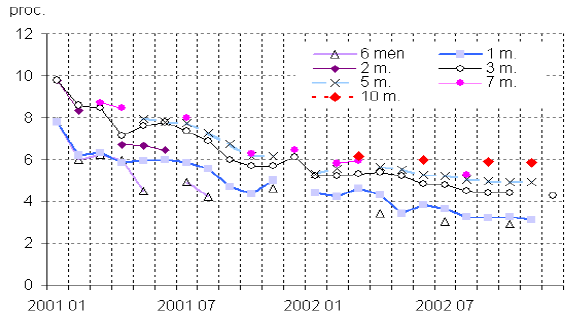 proc.
12
10
8
6
4
2
0
6 men
1 m.
2 m.
3 m.
5 m.
7 m.
10 m.
2001 01
2001 07
2002 01
2002 07